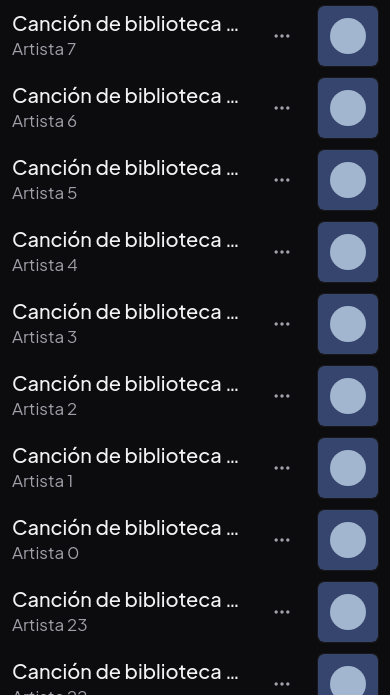 Canción de biblioteca ...
Artista 7
Canción de biblioteca ...
Artista 6
Canción de biblioteca ...
Artista 5
Canción de biblioteca ...
Artista 4
Canción de biblioteca ...
Artista 3
Canción de biblioteca ...
Artista 2
Canción de biblioteca ...
Artista 1
Canción de biblioteca ...
Artista 0
Canción de biblioteca ...
Artista 23
Canción de biblioteca ...
Artista 22